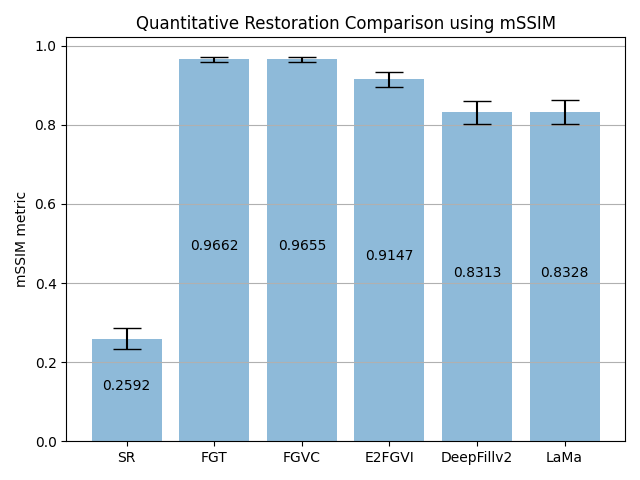 Quantitative Restoration Comparison using mSSIM
mSSIM metric
1.0
0.8
0.6
0.4
0.2
0.0
0.2592
0.9662
0.9655
0.9147
0.8313
0.8328
SR
FGT
FGVC
E2FGVI
DeepFillv2
LaMa